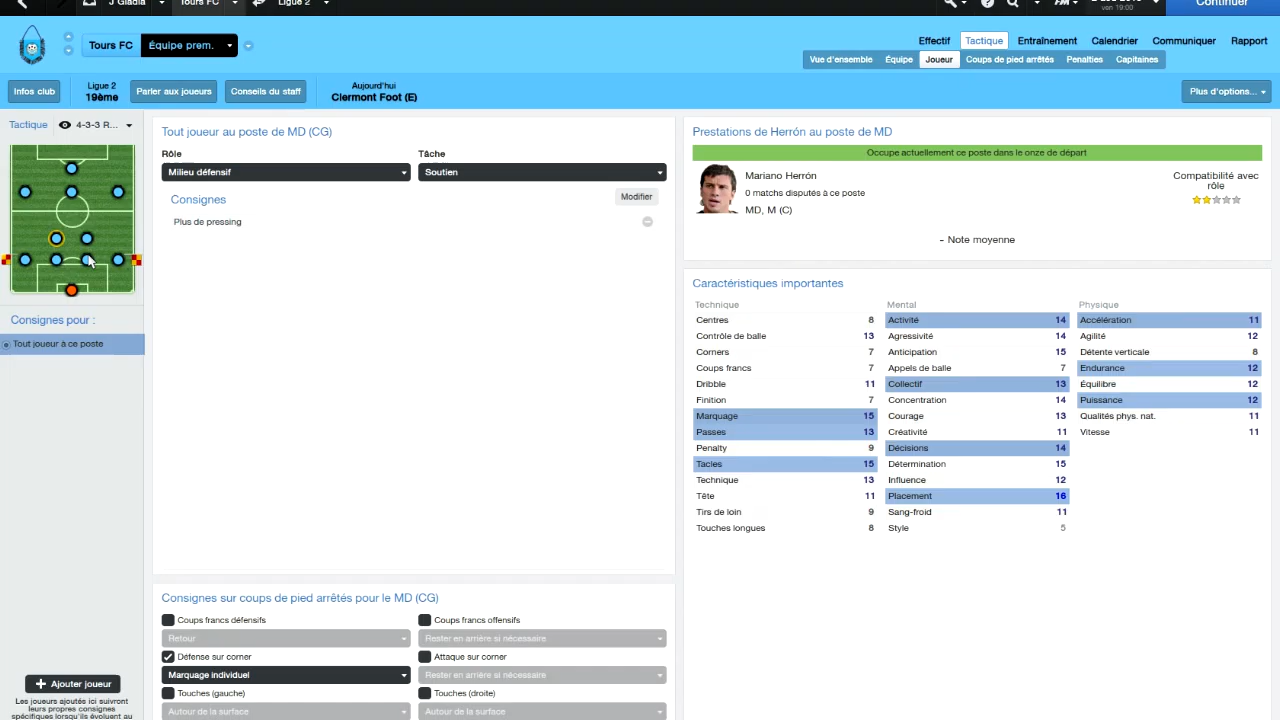 J Gladia
Tours FC
Ligue 2
FM
ven 19:00
Continuer
Tours FC
Équipe prem.
Effectif
Tactique
Entraînement
Calendrier
Communiquer
Rapport
Vue d'ensemble
Équipe
Joueur
Coups de pied arrêtés
Penalties
Capitaines
Infos club
Ligue 2
19ème
Parler aux joueurs
Conseils du staff
Aujourd'hui
Clermont Foot (E)
Plus d'options...
Tactique
4-3-3 R...
Consignes pour :
Tout joueur à ce poste
Ajouter joueur
Les joueurs ajoutés ici suivront
leurs propres consignes
spécifiques lorsqu'ils évoluent au
Tout joueur au poste de MD (CG)
Rôle
Tâche
Milieu défensif
Soutien
Consignes
Modifier
Plus de pressing
Consignes sur coups de pied arrêtés pour le MD (CG)
Coups francs défensifs
Coups francs offensifs
Retour
Rester en arrière si nécessaire
Défense sur corner
Attaque sur corner
Marquage individuel
Rester en arrière si nécessaire
Touches (gauche)
Touches (droite)
Autour de la surface
Autour de la surface
Prestations de Herrón au poste de MD
Occupe actuellement ce poste dans le onze de départ
Mariano Herrón
0 matchs disputés à ce poste
MD, M (C)
Compatibilité avec
rôle
- Note moyenne
Caractéristiques importantes
Technique
Centres 8
Contrôle de balle 13
Corners 7
Coups francs 7
Dribble 11
Finition 7
Marquage 15
Passes 13
Penalty 9
Tacles 15
Technique 13
Tête 11
Tirs de loin 9
Touches longues 8
Mental
Activité 14
Agressivité 14
Anticipation 15
Appels de balle 7
Collectif 13
Concentration 14
Courage 13
Créativité 11
Décisions 14
Détermination 15
Influence 12
Placement 16
Sang-froid 11
Style 5
Physique
Accélération 11
Agilité 12
Détente verticale 8
Endurance 12
Équilibre 12
Puissance 12
Qualités phys. nat. 11
Vitesse 11